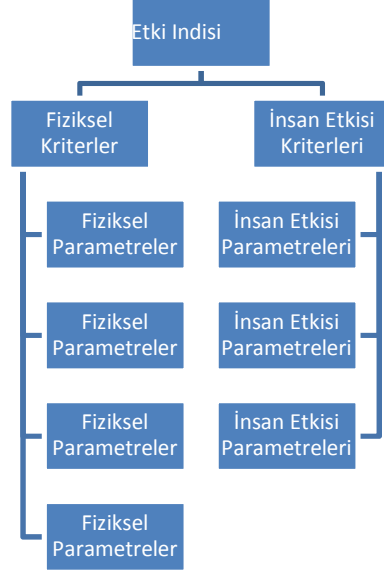 Etki Indisi
Fiziksel
Kriterler
İnsan Etkisi
Kriterleri
Fiziksel
Parametreler
İnsan Etkisi
Parametreleri
Fiziksel
Parametreler
İnsan Etkisi
Parametreleri
Fiziksel
Parametreler
İnsan Etkisi
Parametreleri
Fiziksel
Parametreler